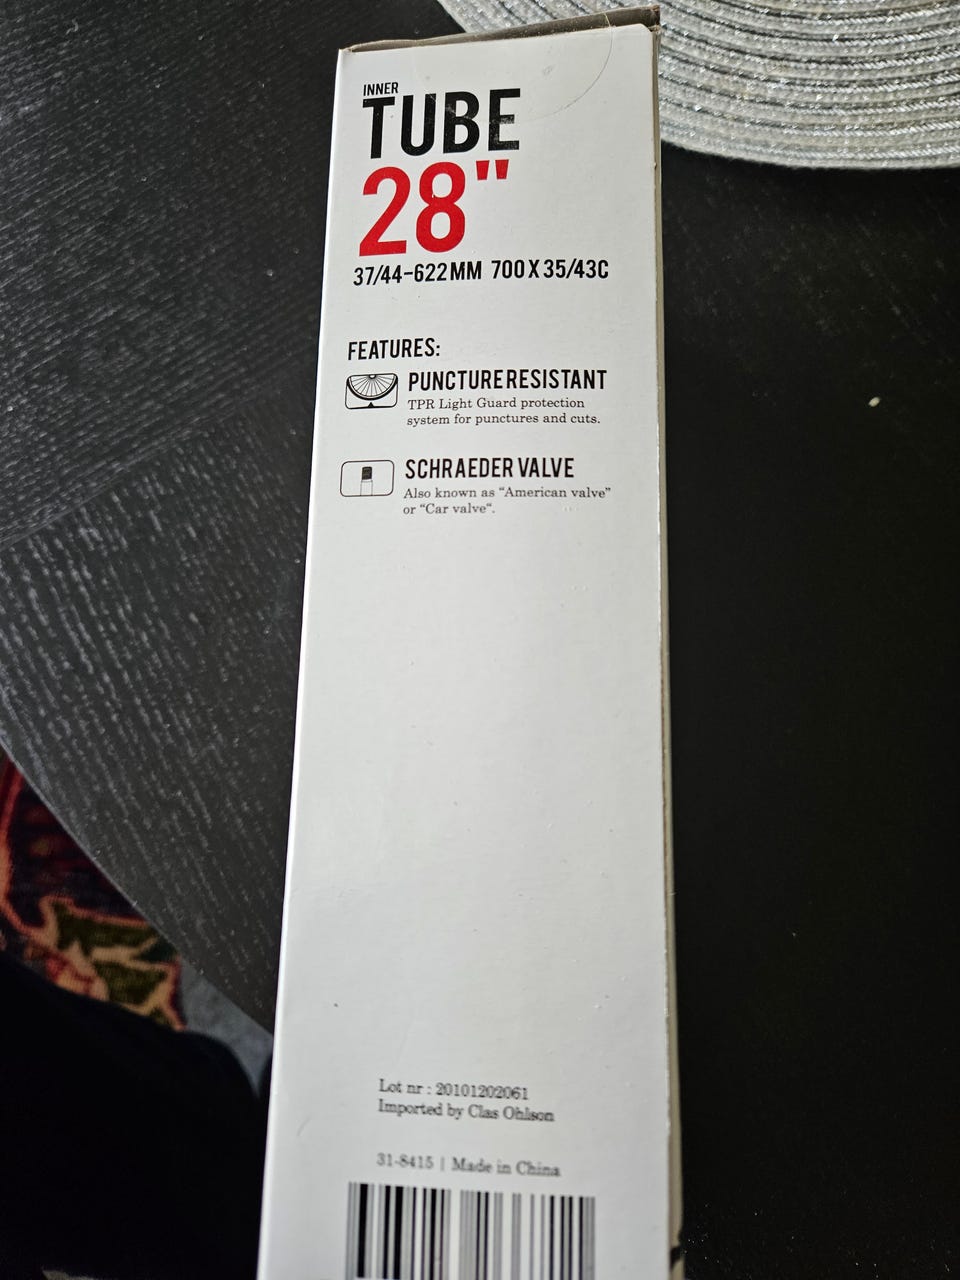 INNER
TUBE
28"
37/44-622MM 700 X 35/43C
FEATURES:
PUNCTURE RESISTANT
TPR Light Guard protection
system for punctures and cuts.
SCHRAEDER VALVE
Also known as "American valve"
or "Car valve".
Lot nr : 20101202061
Imported by Clas Ohlson
31-8415 | Made in China